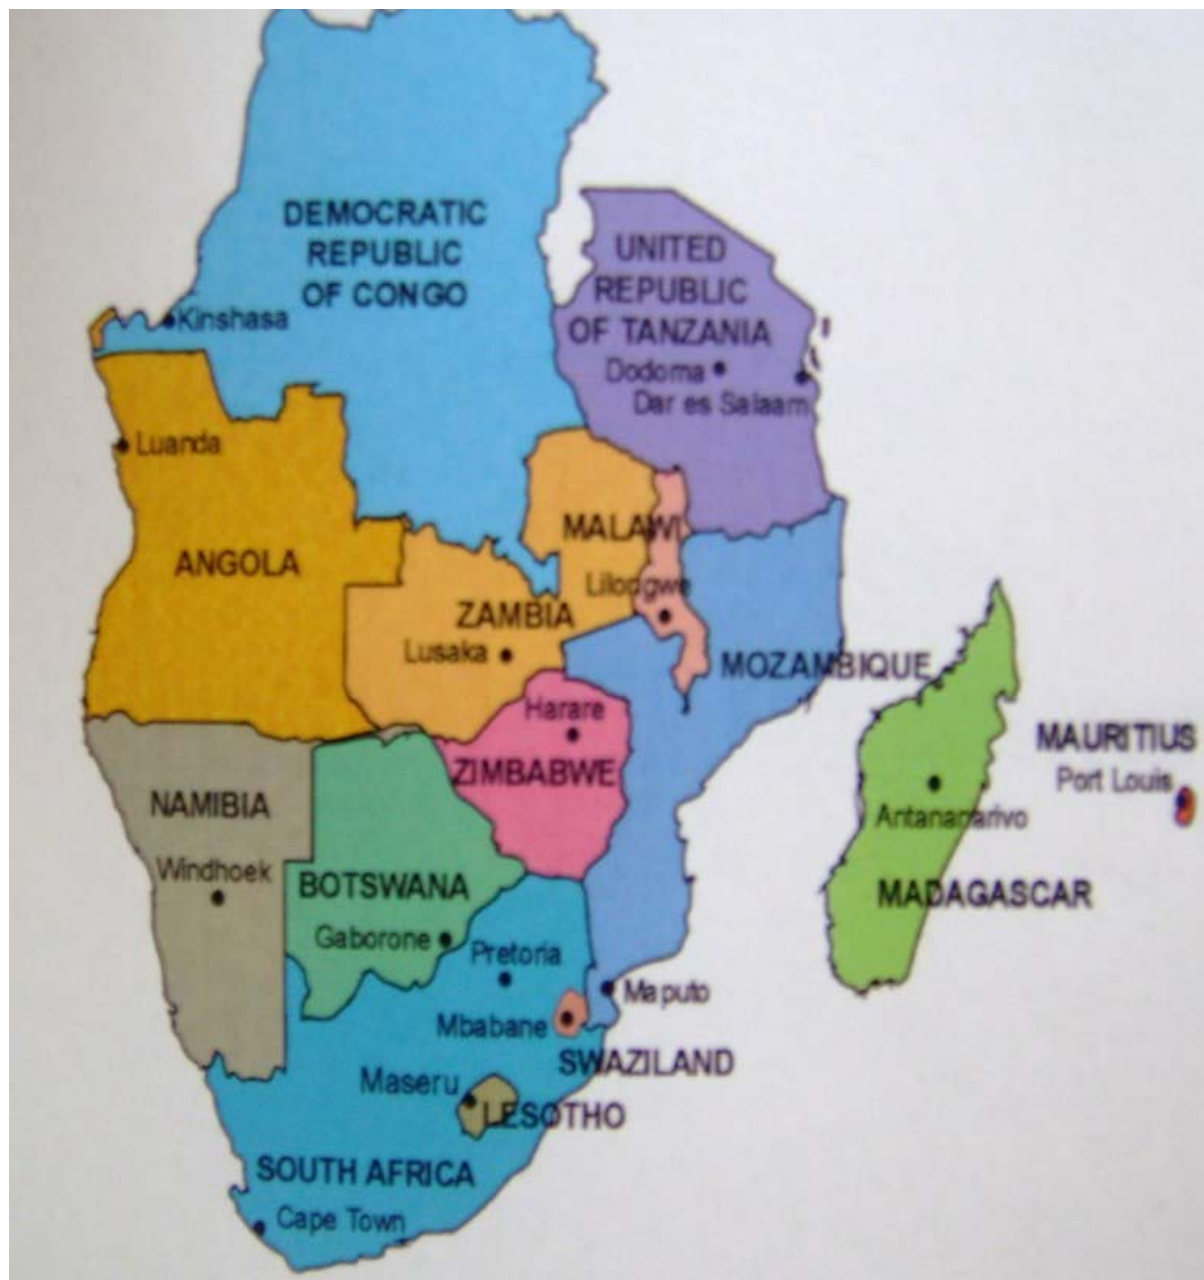 DEMOCRATIC
REPUBLIC
OF CONGO
UNITED
REPUBLIC
OF TANZANIA
Kinshasa
Dodoma
Dar es Salaam
Luanda
MALAWI
ANGOLA
Lilongwe
ZAMBIA
Lusaka
MOZAMBIQUE
Harare
MAURITIUS
ZIMBABWE
Port Louis
NAMIBIA
Antananarivo
Windhoek
BOTSWANA
MADAGASCAR
Gaborone
Pretoria
Maputo
Mbabane
SWAZILAND
Maseru
LESOTHO
SOUTH AFRICA
Cape Town